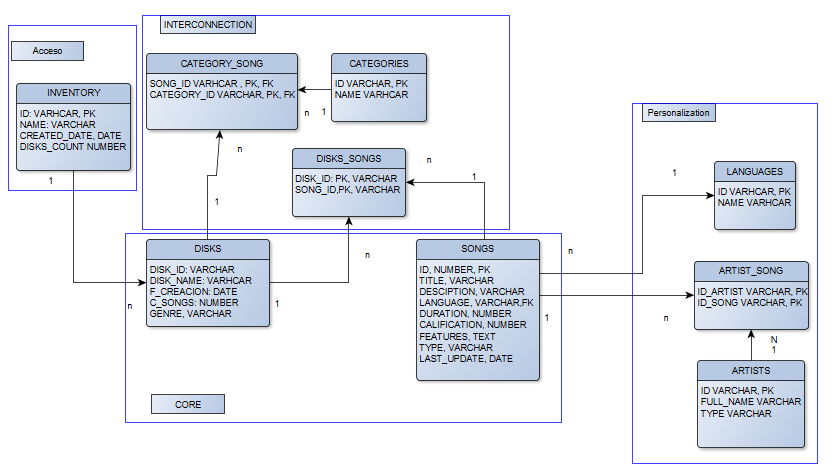 INTERCONNECTION
Acceso
INVENTORY
ID: VARHCAR, PK
NAME: VARCHAR
CREATED_DATE, DATE
DISKS_COUNT NUMBER
1
n
CATEGORY_SONG
SONG_ID VARHCAR , PK, FK
CATEGORY_ID VARCHAR, PK, FK
CATEGORIES
ID VARCHAR, PK
NAME VARHCAR
n
1
n
1
DISKS_SONGS
DISK_ID: PK, VARCHAR
SONG_ID,PK, VARCHAR
n
1
n
1
DISKS
DISK_ID: VARCHAR
DISK_NAME: VARHCAR
F_CREACION: DATE
C_SONGS: NUMBER
GENRE, VARCHAR
SONGS
ID, NUMBER, PK
TITLE, VARCHAR
DESCIPTION, VARCHAR
LANGUAGE, VARCHAR,FK
DURATION, NUMBER
CALIFICATION, NUMBER
FEATURES, TEXT
TYPE, VARCHAR
LAST_UPDATE, DATE
CORE
n
1
1
n
Personalization
LANGUAGES
ID VARHCAR, PK
NAME VARHCAR
ARTIST_SONG
ID_ARTIST VARCHAR, PK
ID_SONG VARCHAR, PK
N
1
ARTISTS
ID VARCHAR, PK
FULL_NAME VARCHAR
TYPE VARCHAR